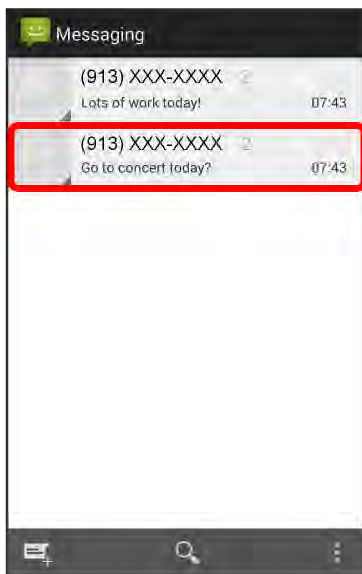 Messaging
(913) XXX-XXXX 2
Lots of work today! 07:43
(913) XXX-XXXX 2
Go to concert today? 07:43